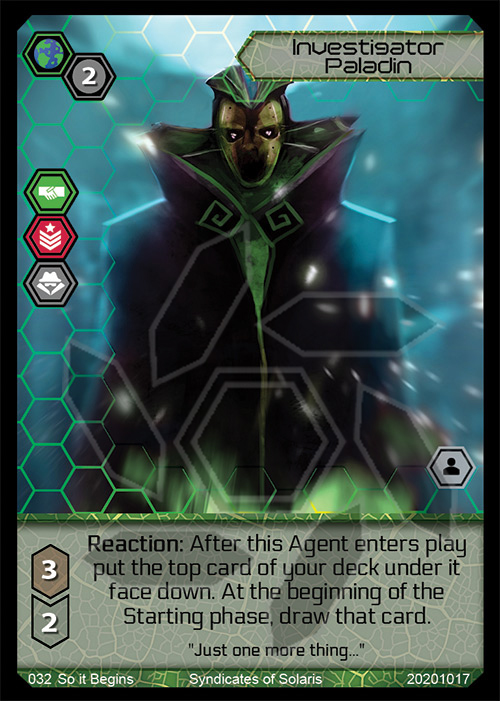 Investigator
Paladin
2
Reaction: After this Agent enters play
put the top card of your deck under it
face down. At the beginning of the
Starting phase, draw that card.
3
2
"Just one more thing..."
032 So it Begins Syndicates of Solaris 20201017